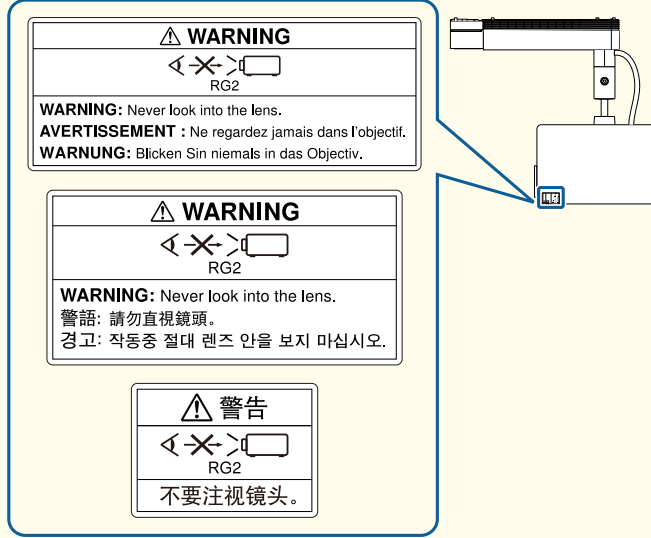 ⚠ WARNING
RG2
WARNING: Never look into the lens.
AVERTISSEMENT : Ne regardez jamais dans l'objectif.
WARNUNG: Blicken Sin niemals in das Objectiv.
⚠ WARNING
RG2
WARNING: Never look into the lens.
警語: 請勿直視鏡頭。
경고: 작동중 절대 렌즈 안을 보지 마십시오.
⚠ 警告
RG2
不要注视镜头。